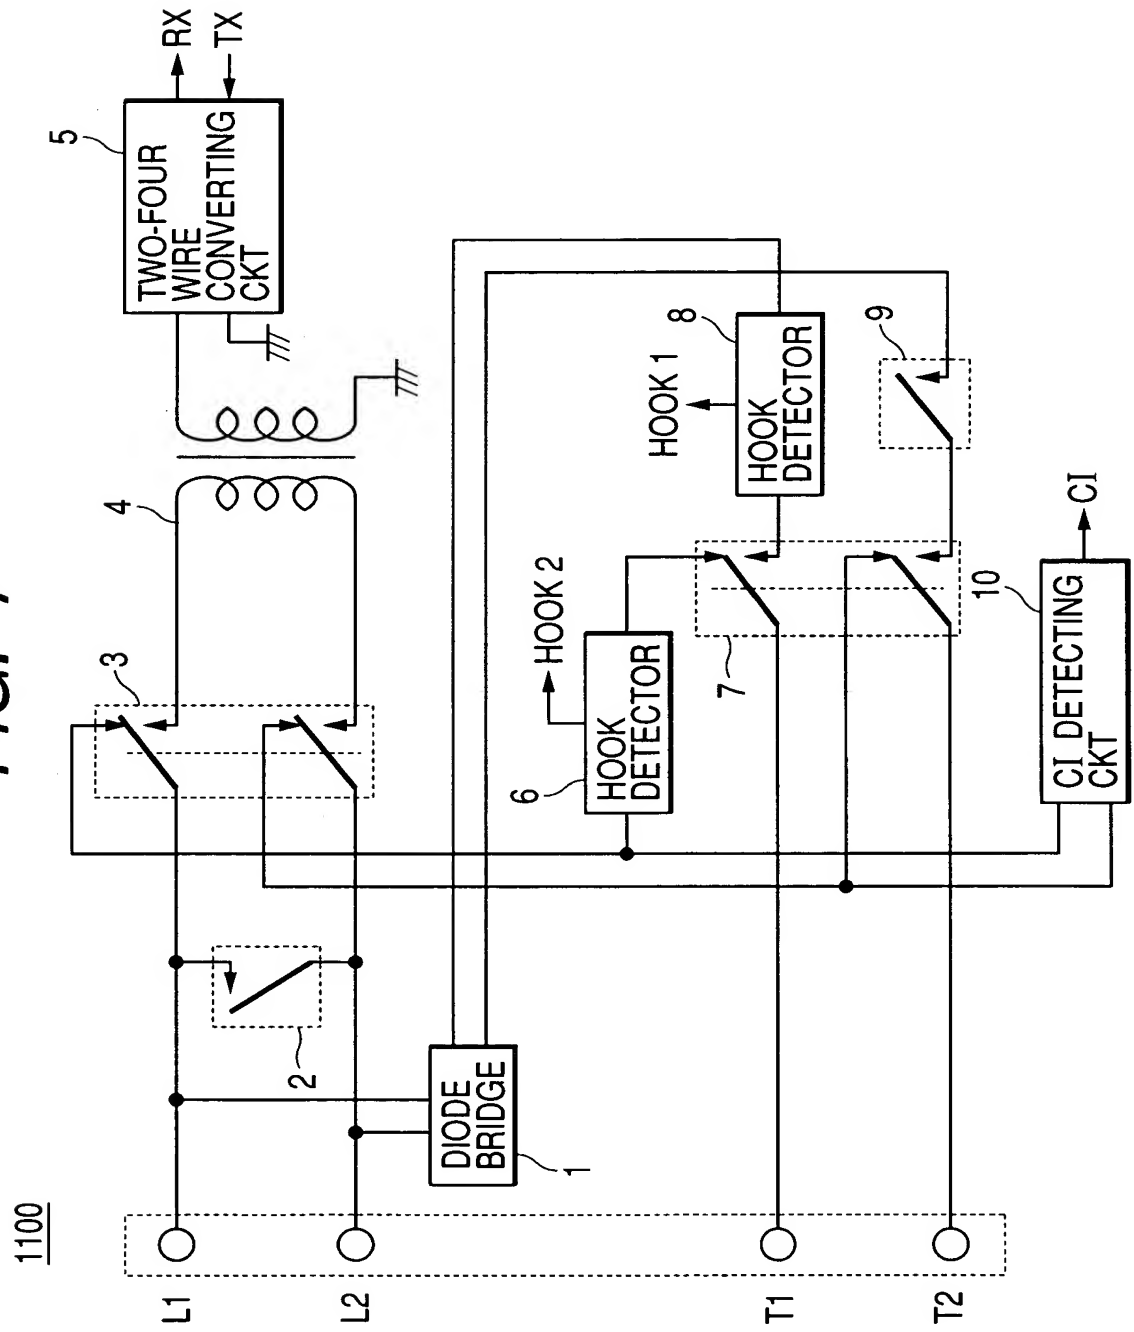 1100
L1
L2
T1
T2
DIODE
BRIDGE
1
2
3
4
TWO-FOUR
WIRE
CONVERTING
CKT
5
RX
TX
HOOK
DETECTOR
6
HOOK 2
7
HOOK
DETECTOR
8
HOOK 1
9
CI DETECTING
CKT
10
CI